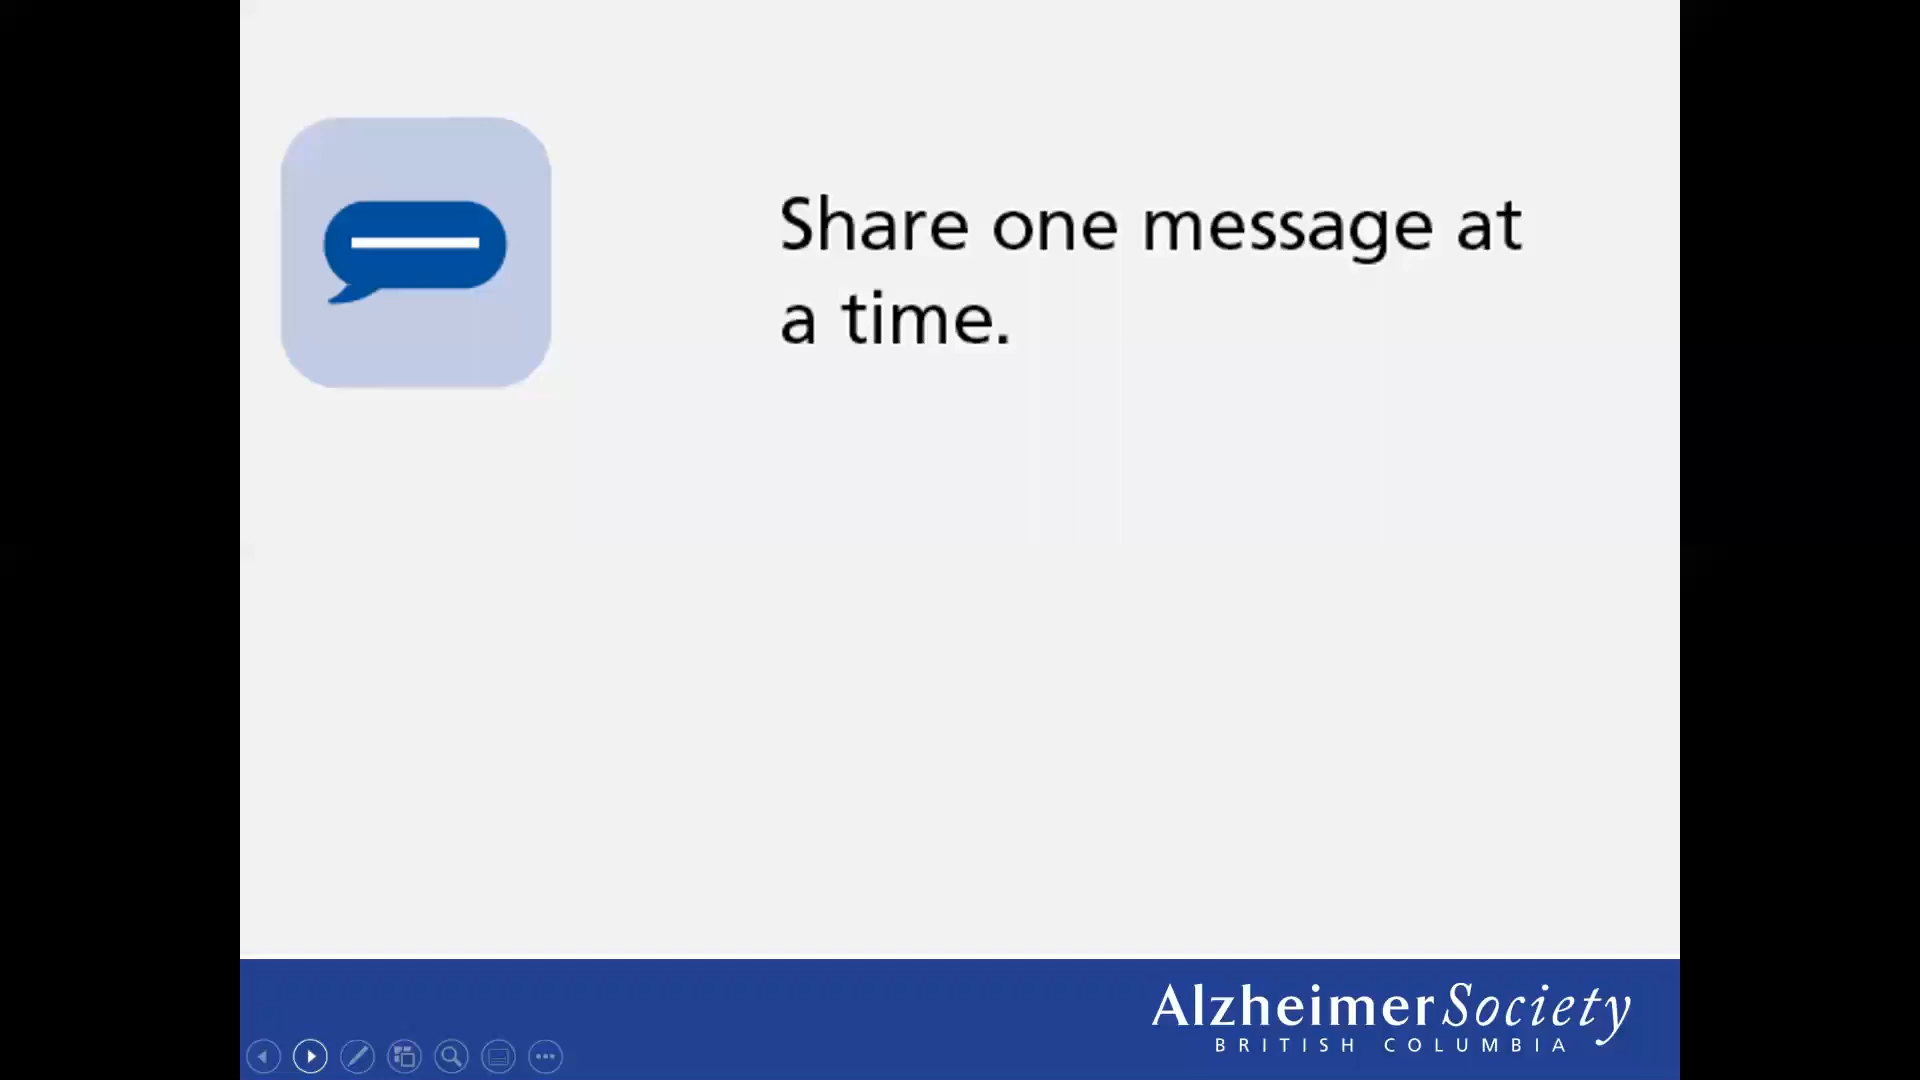 Share one message at
a time.
AlzheimerSociety
BRITISH COLUMBIA